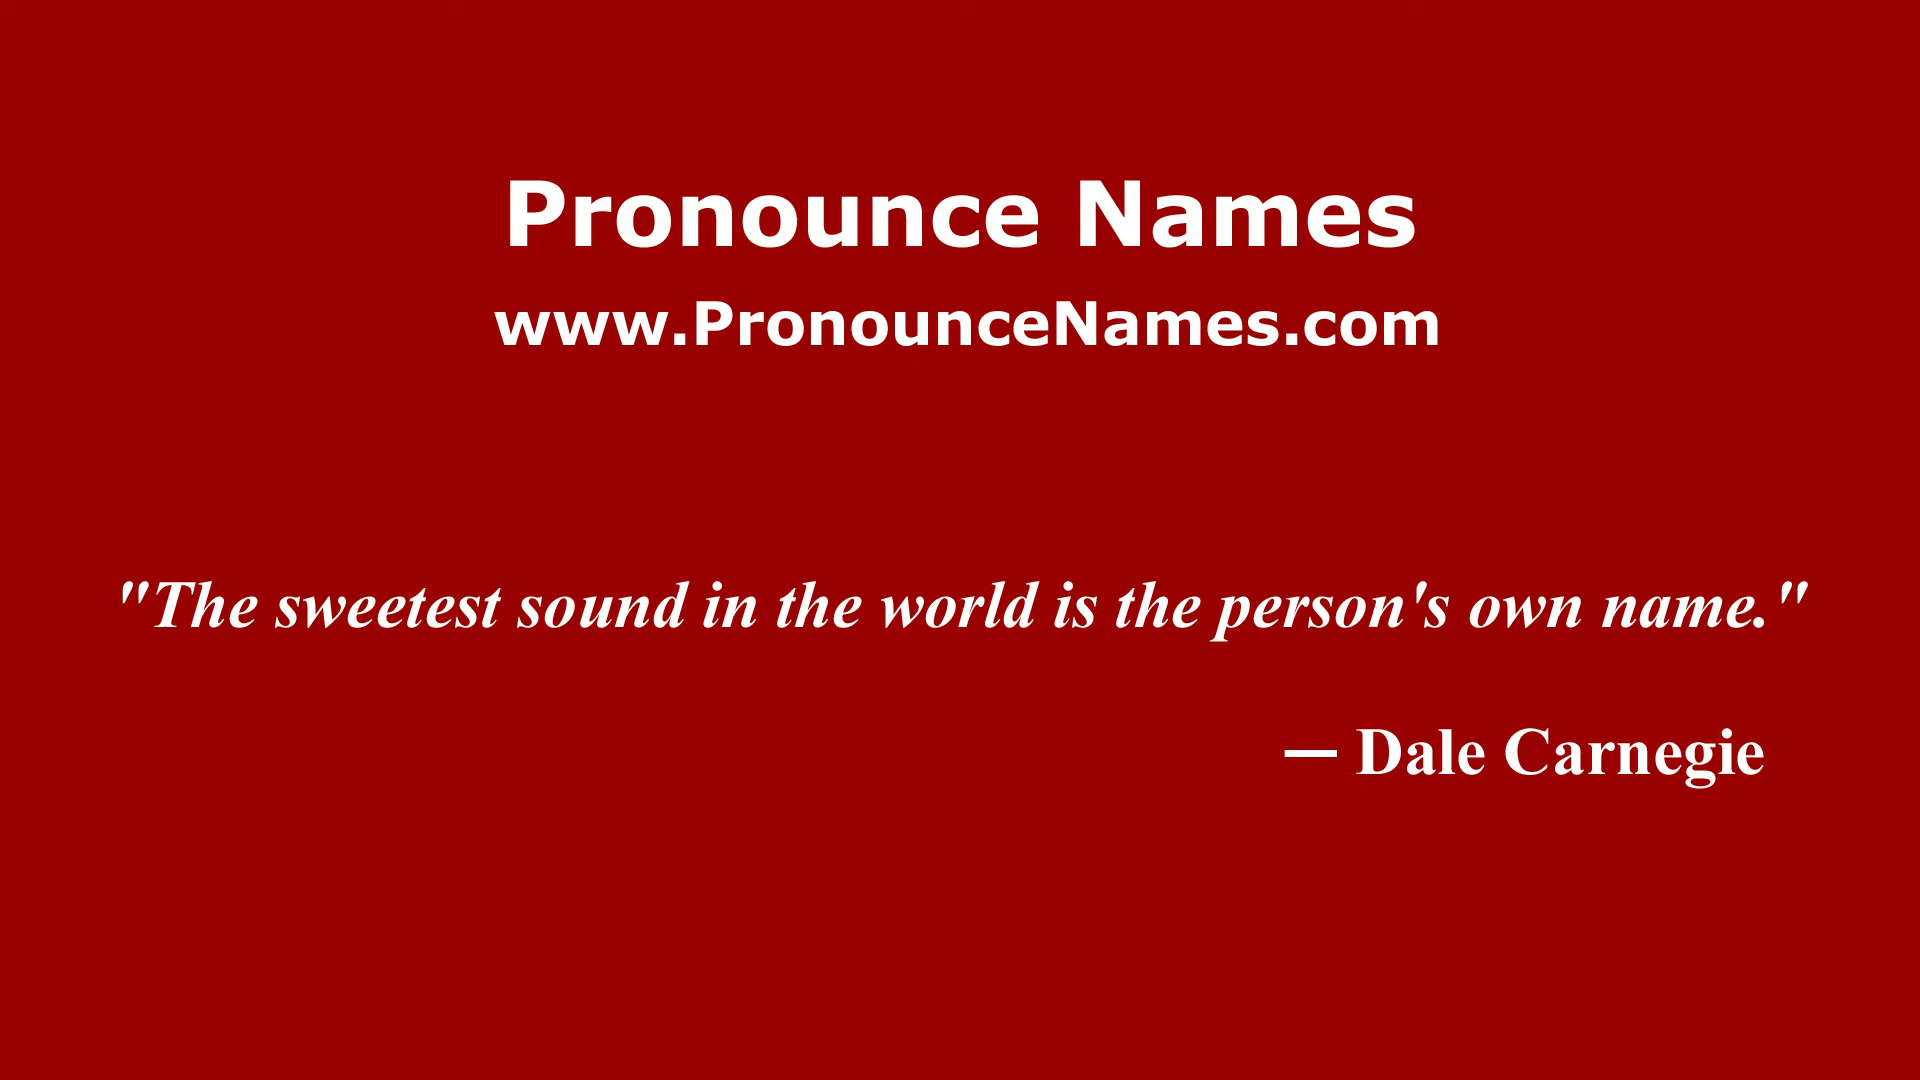 Pronounce Names
www.PronounceNames.com
"The sweetest sound in the world is the person's own name."
— Dale Carnegie